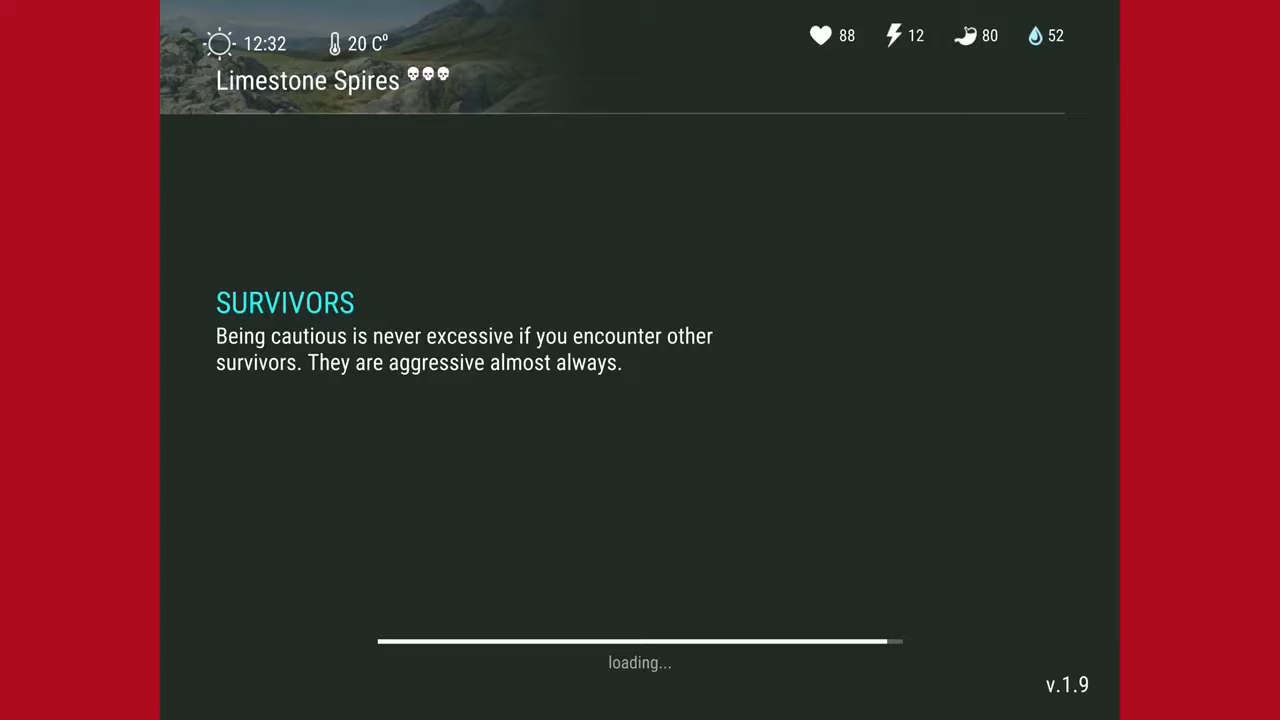 12:32 20 Cº 88 12 80 52
Limestone Spires
SURVIVORS
Being cautious is never excessive if you encounter other
survivors. They are aggressive almost always.
loading...
v.1.9